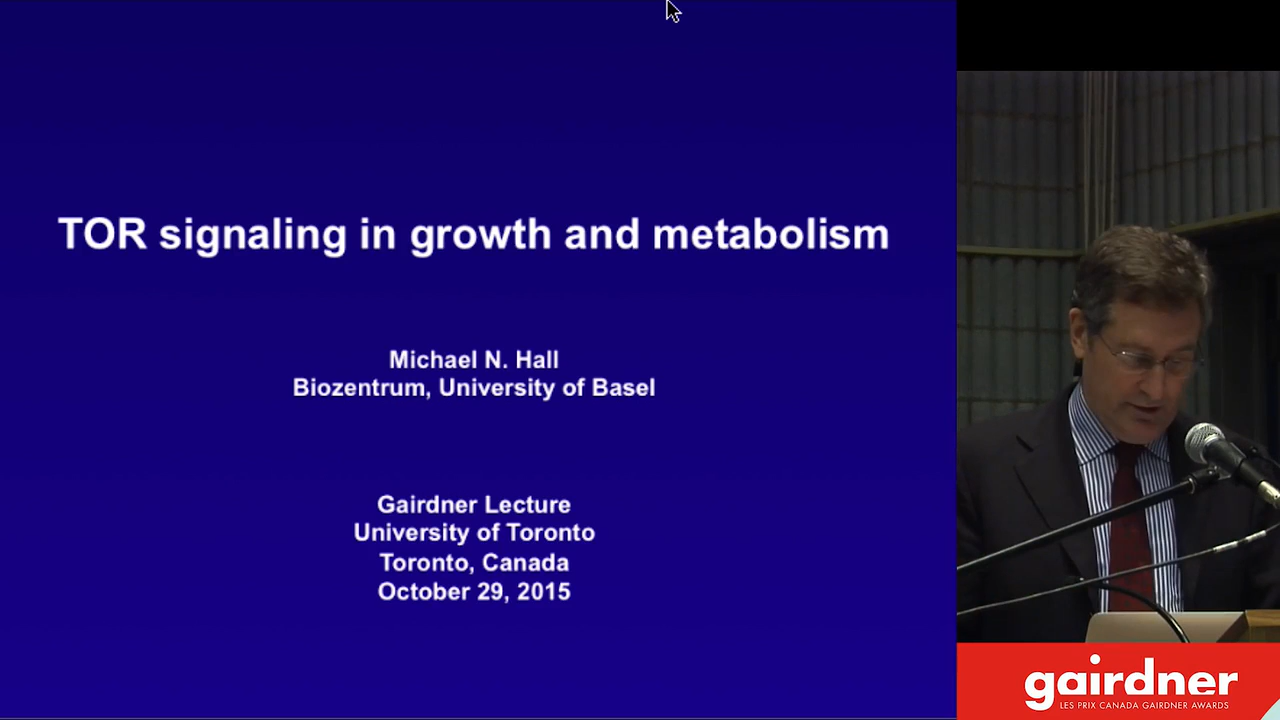 TOR signaling in growth and metabolism
Michael N. Hall
Biozentrum, University of Basel
Gairdner Lecture
University of Toronto
Toronto, Canada
October 29, 2015
gairdner
LES PRIX CANADA GAIRDNER AWARDS